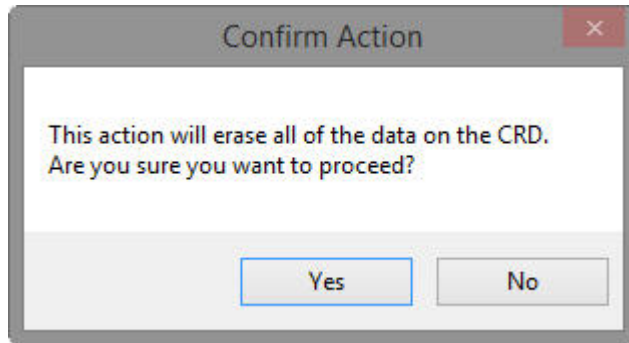 Confirm Action
This action will erase all of the data on the CRD.
Are you sure you want to proceed?
Yes
No